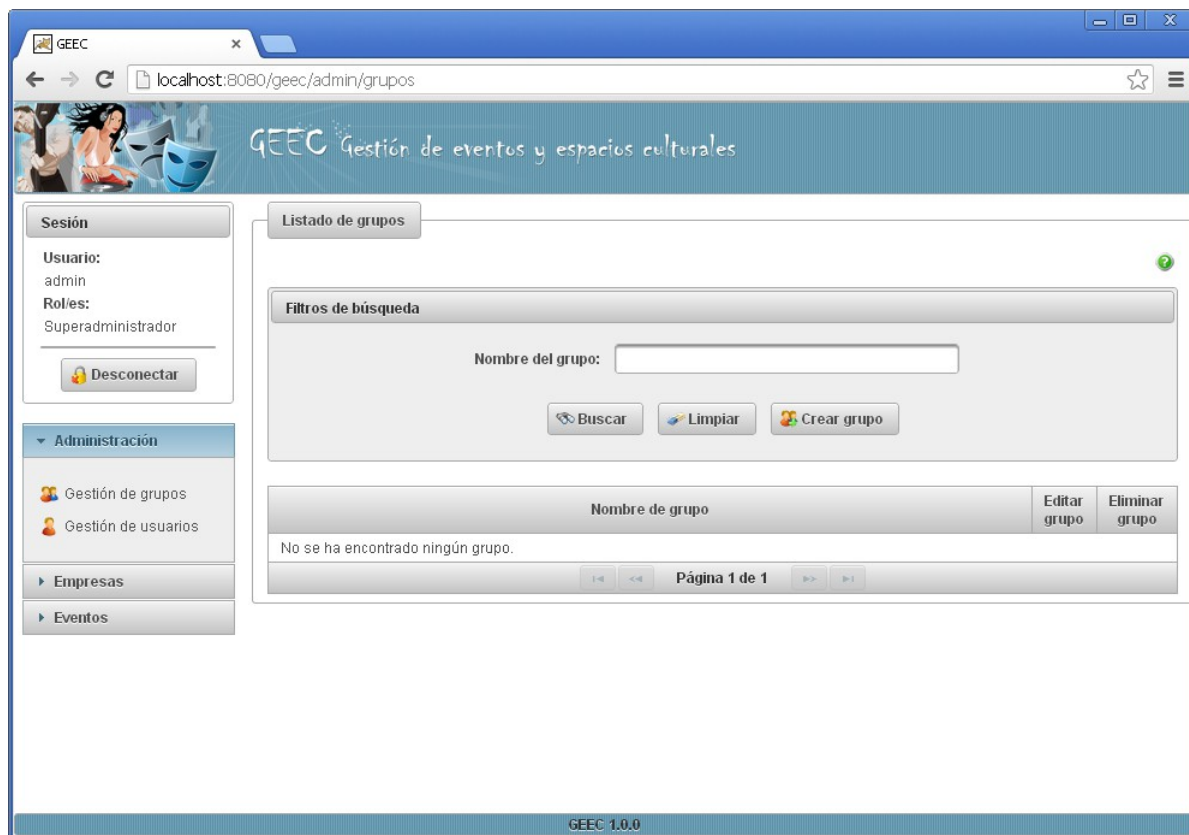 GEEC
localhost:8080/geec/admin/grupos
GEEC Gestión de eventos y espacios culturales
Sesión
Usuario:
admin
Rol/es:
Superadministrador
Desconectar
Administración
Gestión de grupos
Gestión de usuarios
Empresas
Eventos
Listado de grupos
Filtros de búsqueda
Nombre del grupo:
Buscar Limpiar Crear grupo
Nombre de grupo Editar grupo Eliminar grupo
No se ha encontrado ningún grupo.
Página 1 de 1
GEEC 1.0.0